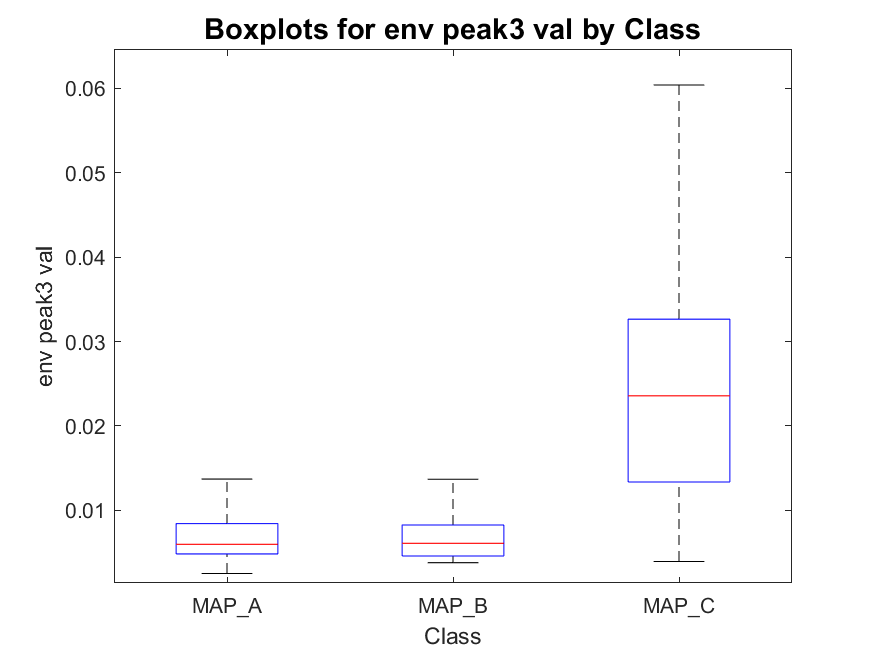 Boxplots for env peak3 val by Class
0.06
0.05
0.04
0.03
0.02
0.01
env peak3 val
MAP_A MAP_B MAP_C
Class